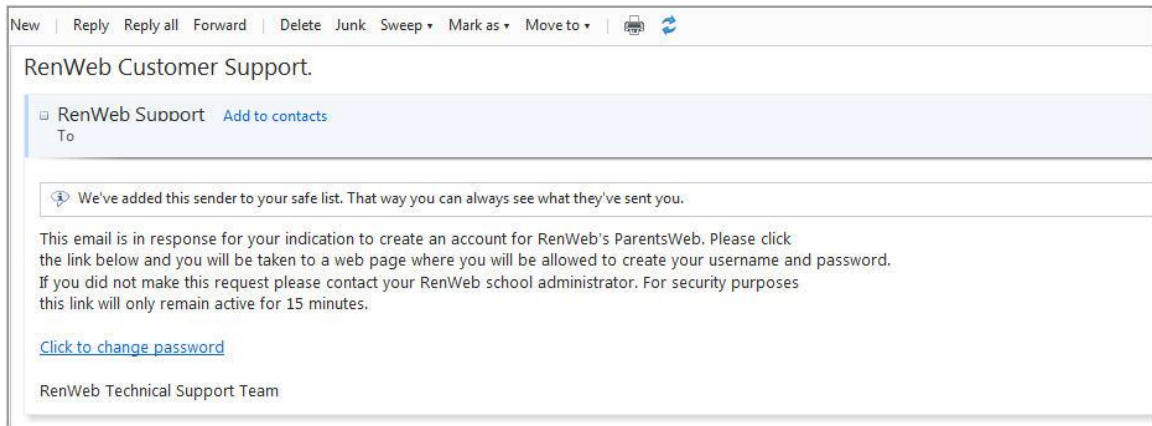 New | Reply Reply all Forward | Delete Junk Sweep Mark as Move to |
RenWeb Customer Support.
RenWeb Support Add to contacts
To
We've added this sender to your safe list. That way you can always see what they've sent you.
This email is in response for your indication to create an account for RenWeb's ParentsWeb. Please click
the link below and you will be taken to a web page where you will be allowed to create your username and password.
If you did not make this request please contact your RenWeb school administrator. For security purposes
this link will only remain active for 15 minutes.
Click to change password
RenWeb Technical Support Team